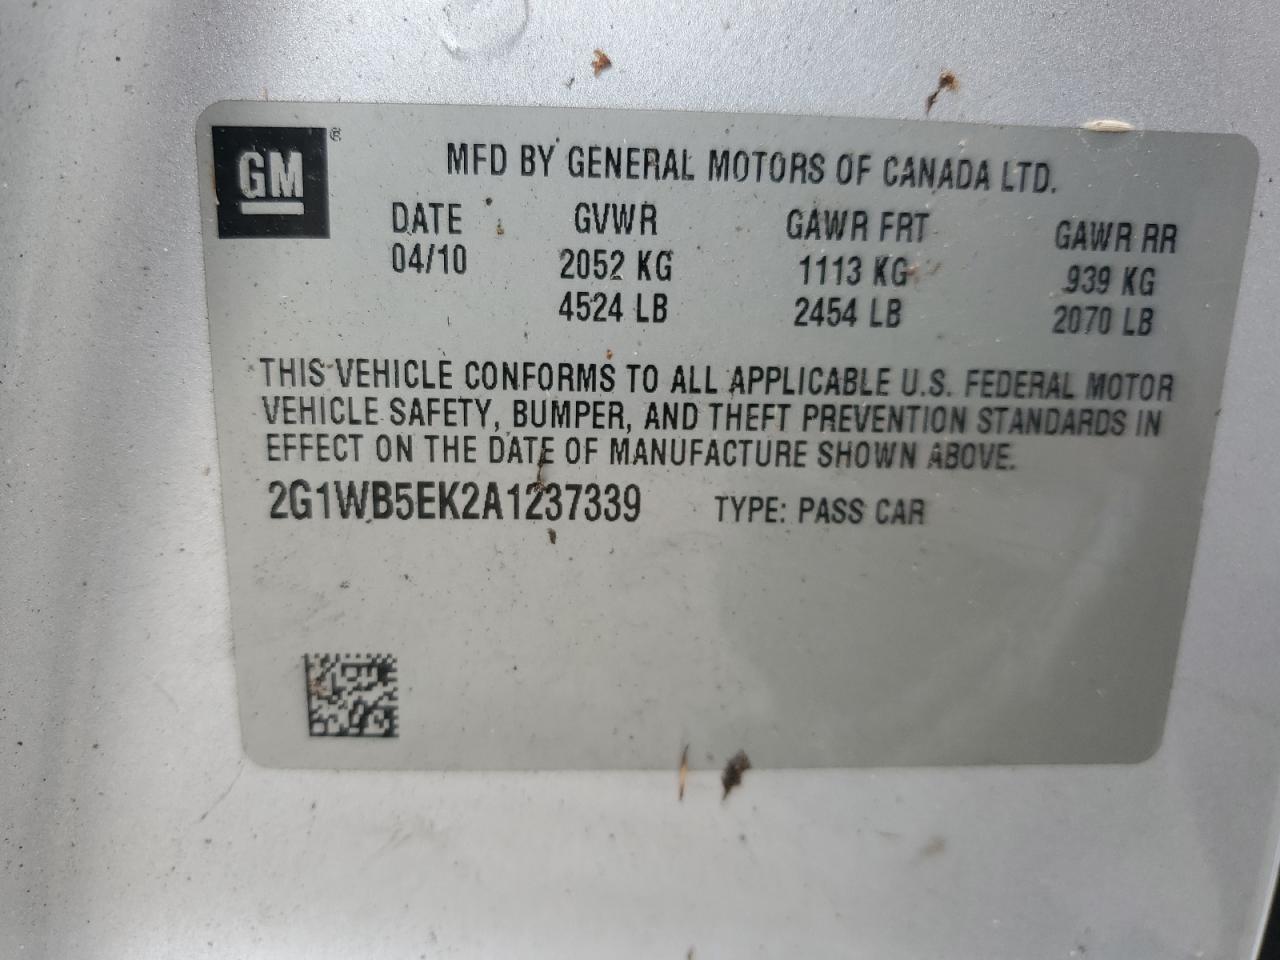 GM ®
MFD BY GENERAL MOTORS OF CANADA LTD.
DATE GVWR GAWR FRT GAWR RR
04/10 2052 KG 1113 KG 939 KG
4524 LB 2454 LB 2070 LB
THIS VEHICLE CONFORMS TO ALL APPLICABLE U.S. FEDERAL MOTOR
VEHICLE SAFETY, BUMPER, AND THEFT PREVENTION STANDARDS IN
EFFECT ON THE DATE OF MANUFACTURE SHOWN ABOVE.
2G1WB5EK2A1237339 TYPE: PASS CAR